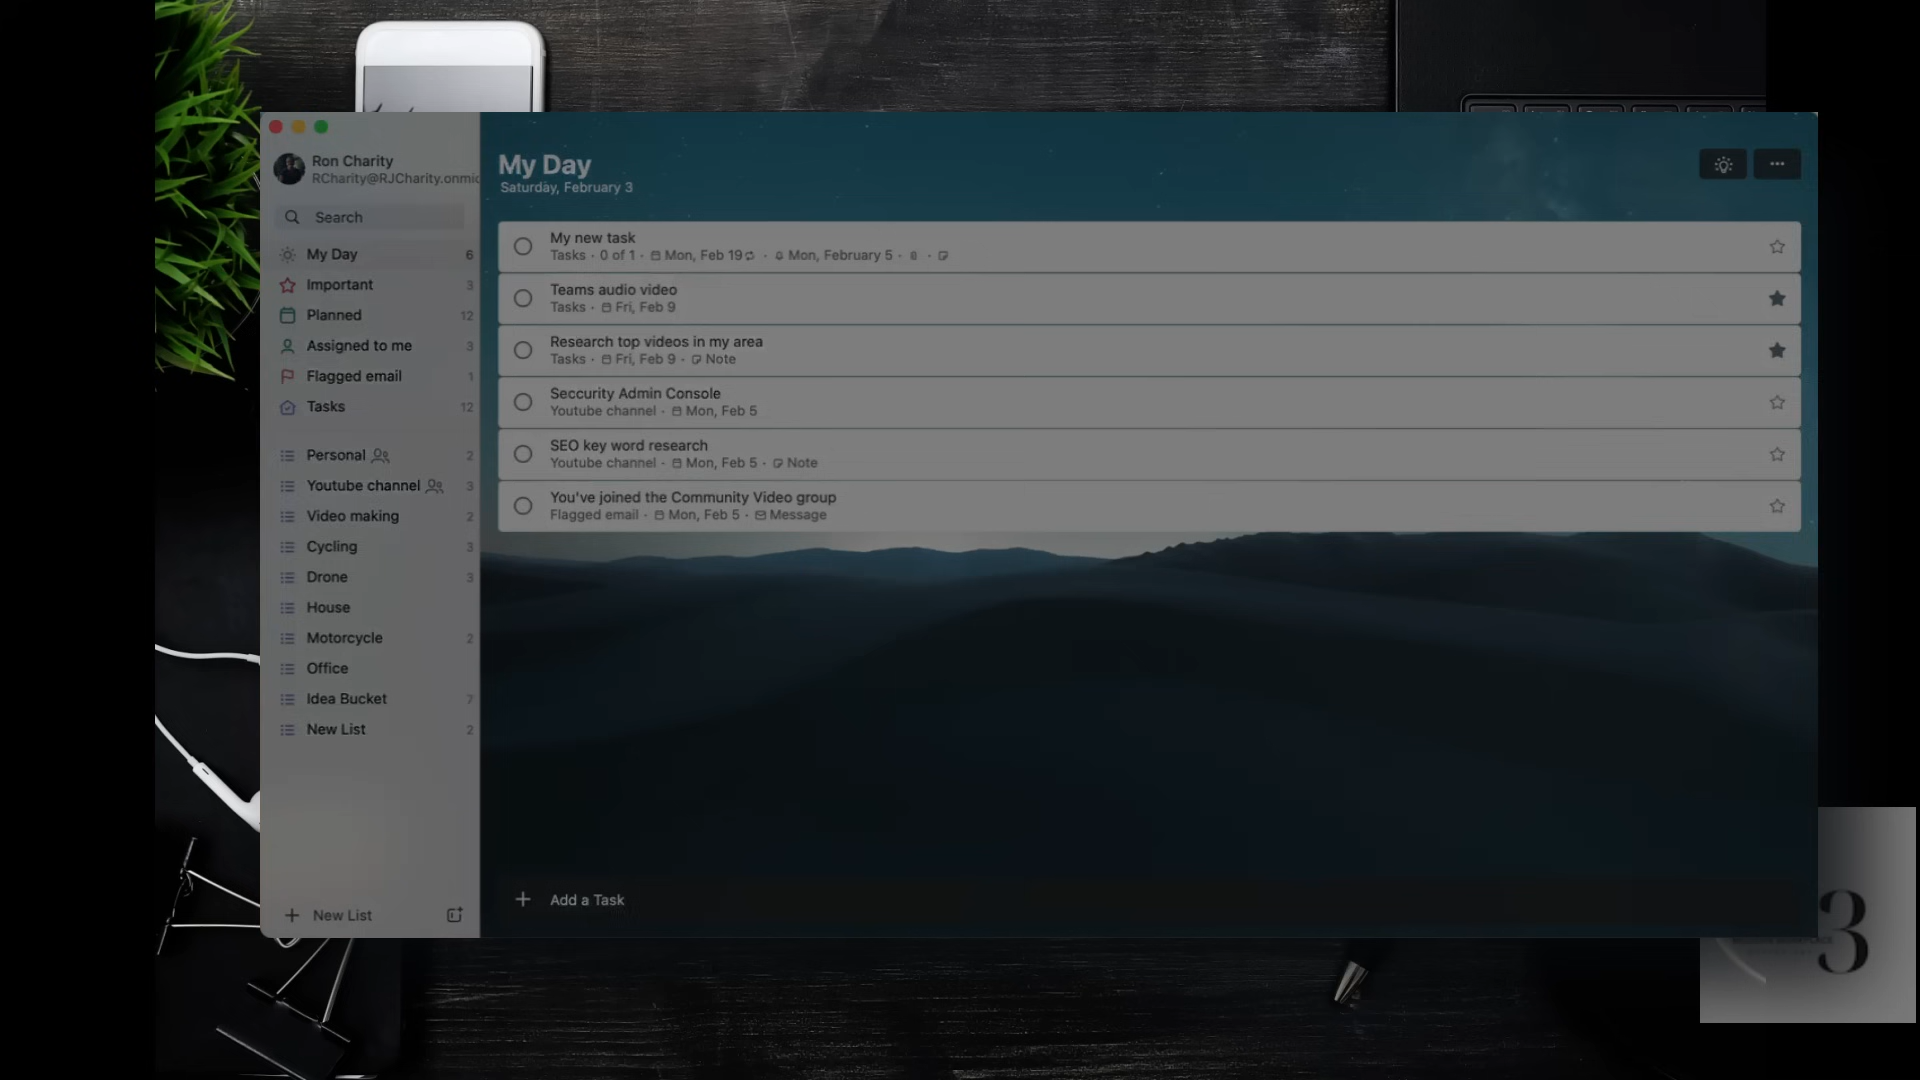 Ron Charity
RCharity@RJCharity.onmic
Search
My Day 6
Important 3
Planned 12
Assigned to me 3
Flagged email 1
Tasks 12
Personal 2
Youtube channel 3
Video making 2
Cycling 3
Drone 3
House
Motorcycle 2
Office
Idea Bucket 7
New List 2
New List
My Day
Saturday, February 3
My new task
Tasks · 0 of 1 · Mon, Feb 19 · Mon, February 5 · ·
Teams audio video
Tasks · Fri, Feb 9
Research top videos in my area
Tasks · Fri, Feb 9 · Note
Seccurity Admin Console
Youtube channel · Mon, Feb 5
SEO key word research
Youtube channel · Mon, Feb 5 · Note
You've joined the Community Video group
Flagged email · Mon, Feb 5 · Message
Add a Task
3